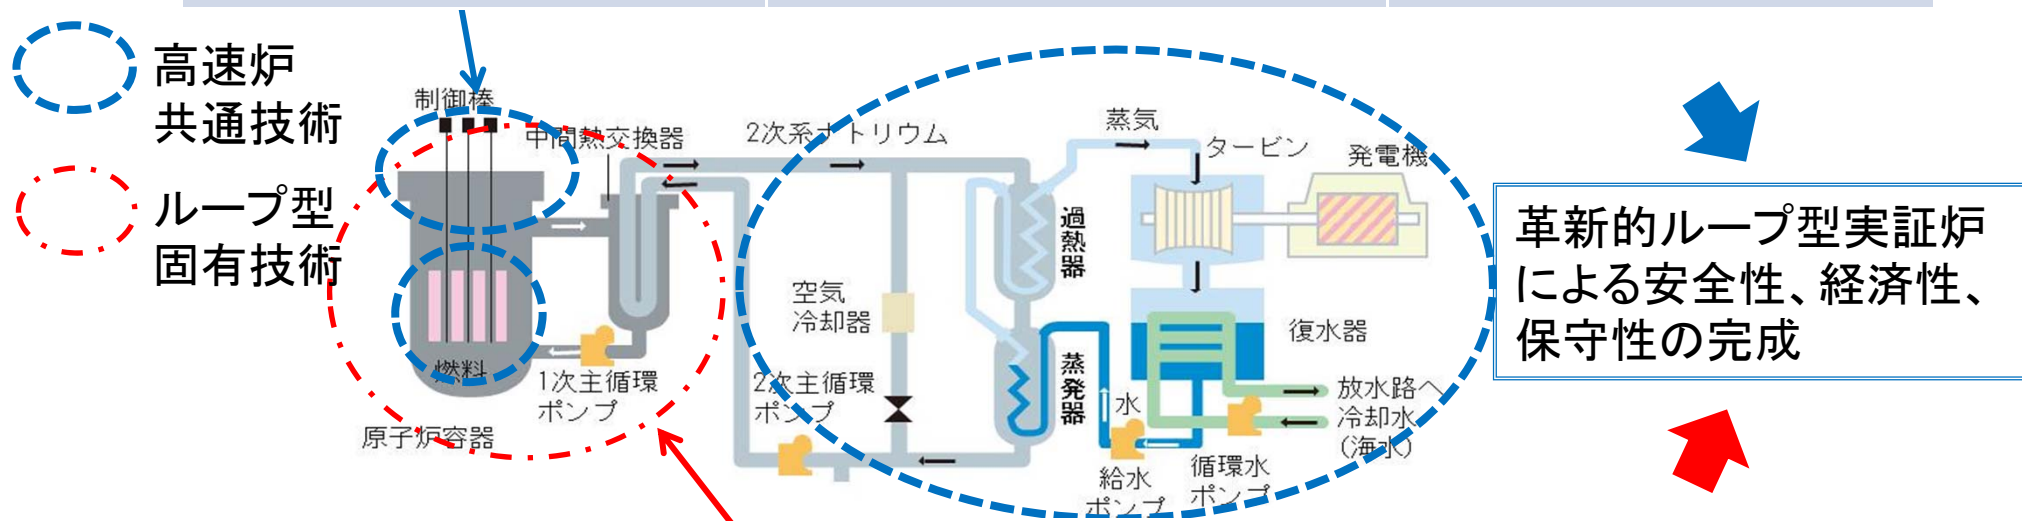 高速炉
共通技術
ループ型
固有技術
制御棒
中間熱交換器
2次系ナトリウム
蒸気
タービン
発電機
過熱器
空気
冷却器
復水器
燃料
1次主循環
ポンプ
2次主循環
ポンプ
蒸発器
水
放水路へ
冷却水
(海水)
原子炉容器
給水
ポンプ
循環水
ポンプ
革新的ループ型実証炉
による安全性、経済性、
保守性の完成